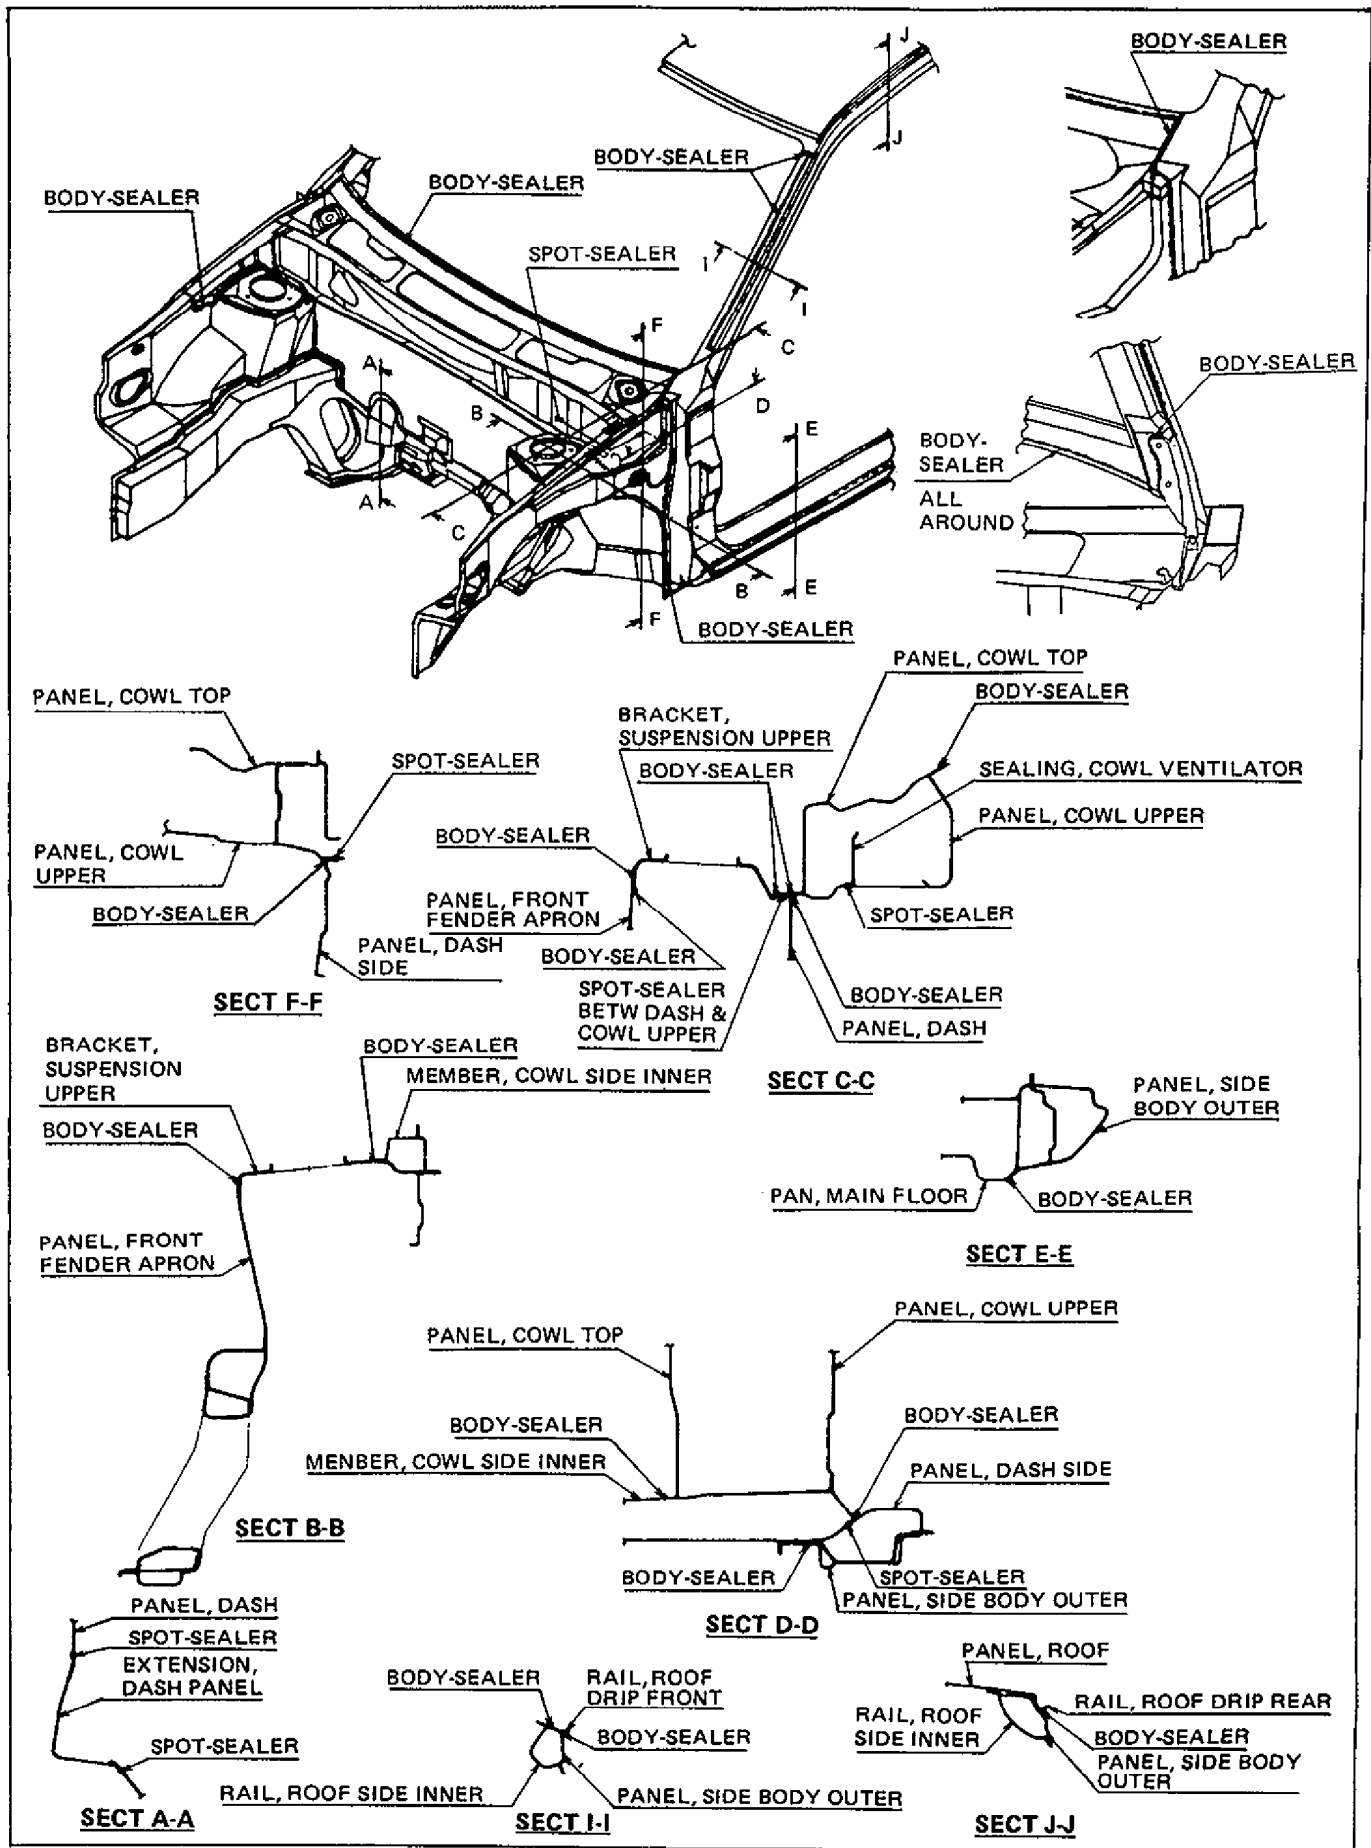 BODY-SEALER
BODY-SEALER
BODY-SEALER
BODY-SEALER
SPOT-SEALER
J
J
I
I
F
C
A
D
B
E
A
C
B
E
F
BODY-SEALER
BODY-SEALER
BODY-
SEALER
ALL
AROUND
BODY-SEALER
PANEL, COWL TOP
SPOT-SEALER
PANEL, COWL
UPPER
BODY-SEALER
PANEL, DASH
SIDE
SECT F-F
PANEL, COWL TOP
BODY-SEALER
BRACKET,
SUSPENSION UPPER
BODY-SEALER
SEALING, COWL VENTILATOR
PANEL, COWL UPPER
BODY-SEALER
PANEL, FRONT
FENDER APRON
SPOT-SEALER
BODY-SEALER
SPOT-SEALER
BETW DASH &
COWL UPPER
BODY-SEALER
PANEL, DASH
SECT C-C
BRACKET,
SUSPENSION
UPPER
BODY-SEALER
MEMBER, COWL SIDE INNER
BODY-SEALER
PANEL, FRONT
FENDER APRON
SECT B-B
PANEL, SIDE
BODY OUTER
PAN, MAIN FLOOR
BODY-SEALER
SECT E-E
PANEL, COWL UPPER
PANEL, COWL TOP
BODY-SEALER
BODY-SEALER
MENBER, COWL SIDE INNER
PANEL, DASH SIDE
BODY-SEALER
SPOT-SEALER
PANEL, SIDE BODY OUTER
SECT D-D
PANEL, DASH
SPOT-SEALER
EXTENSION,
DASH PANEL
SPOT-SEALER
SECT A-A
BODY-SEALER
RAIL, ROOF
DRIP FRONT
BODY-SEALER
RAIL, ROOF SIDE INNER
PANEL, SIDE BODY OUTER
SECT I-I
PANEL, ROOF
RAIL, ROOF
SIDE INNER
RAIL, ROOF DRIP REAR
BODY-SEALER
PANEL, SIDE BODY
OUTER
SECT J-J